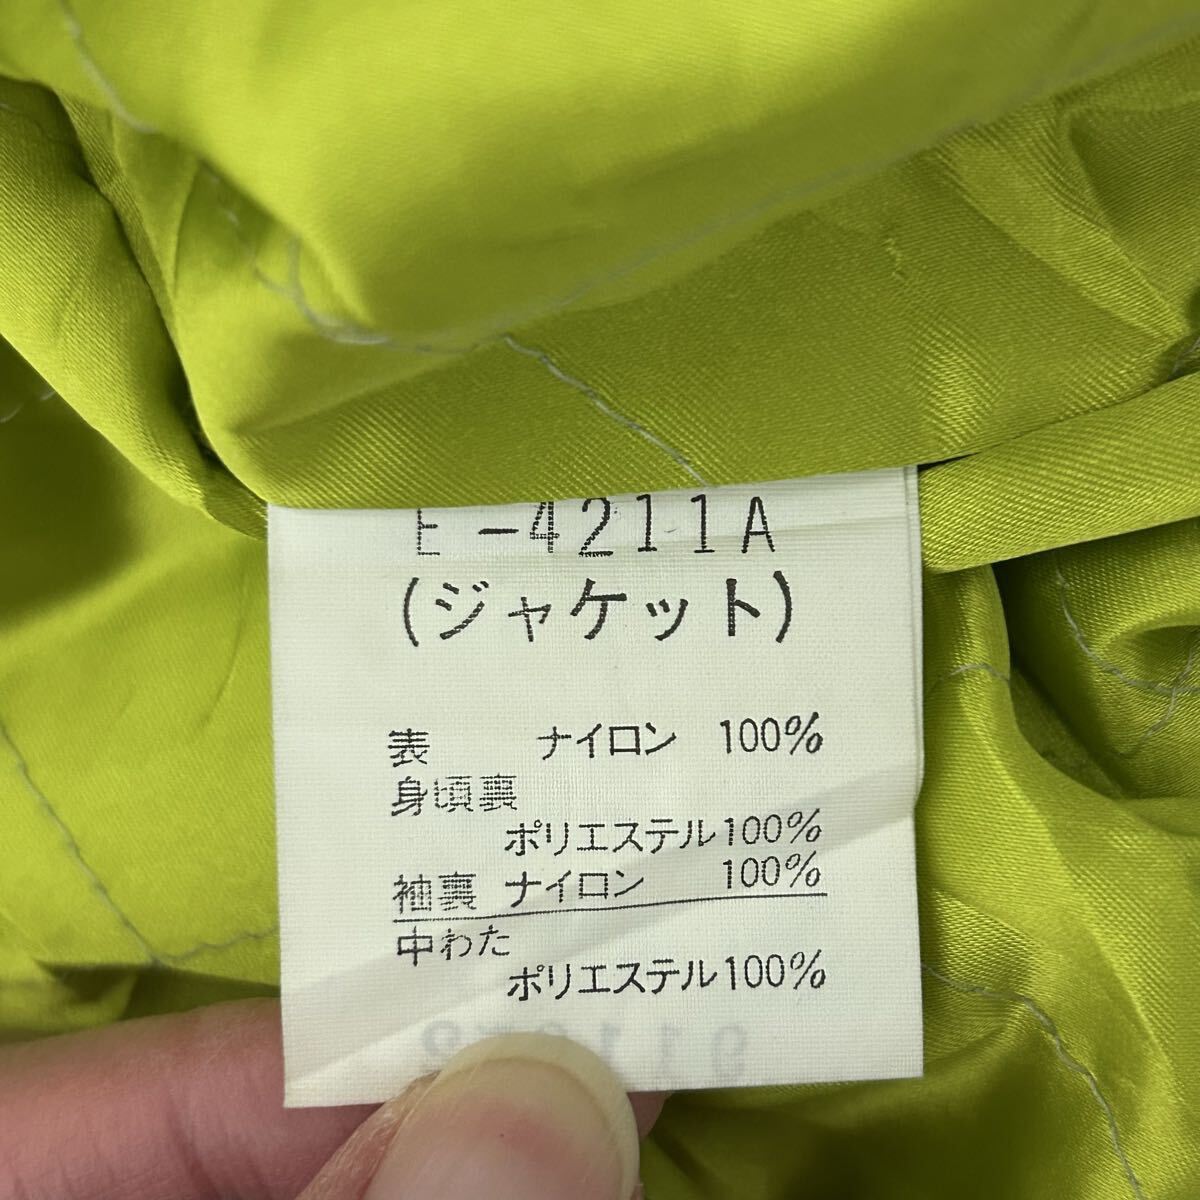 E-4211A
(ジャケット)
表 ナイロン 100%
身頃裏
ポリエステル100%
袖裏 ナイロン 100%
中わた
ポリエステル100%